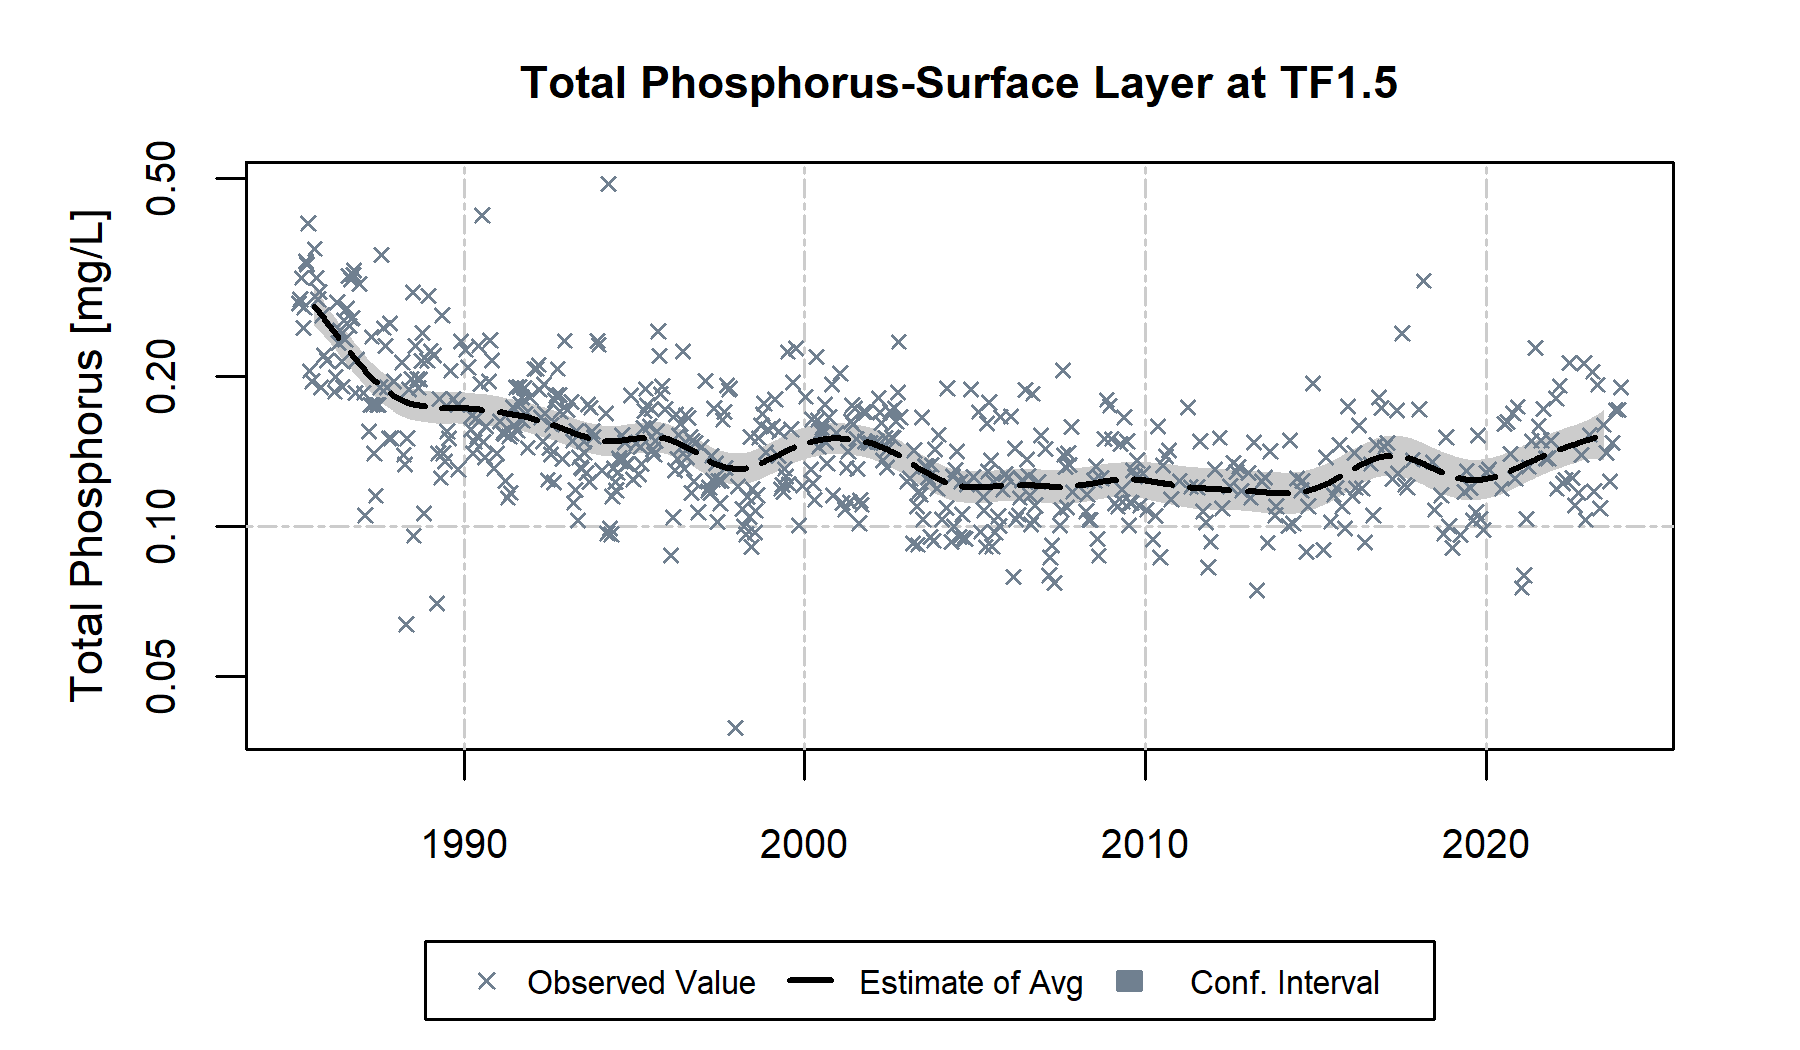 Total Phosphorus-Surface Layer at TF1.5
Total Phosphorus [mg/L]
0.50
0.20
0.10
0.05
1990 2000 2010 2020
Observed Value Estimate of Avg Conf. Interval